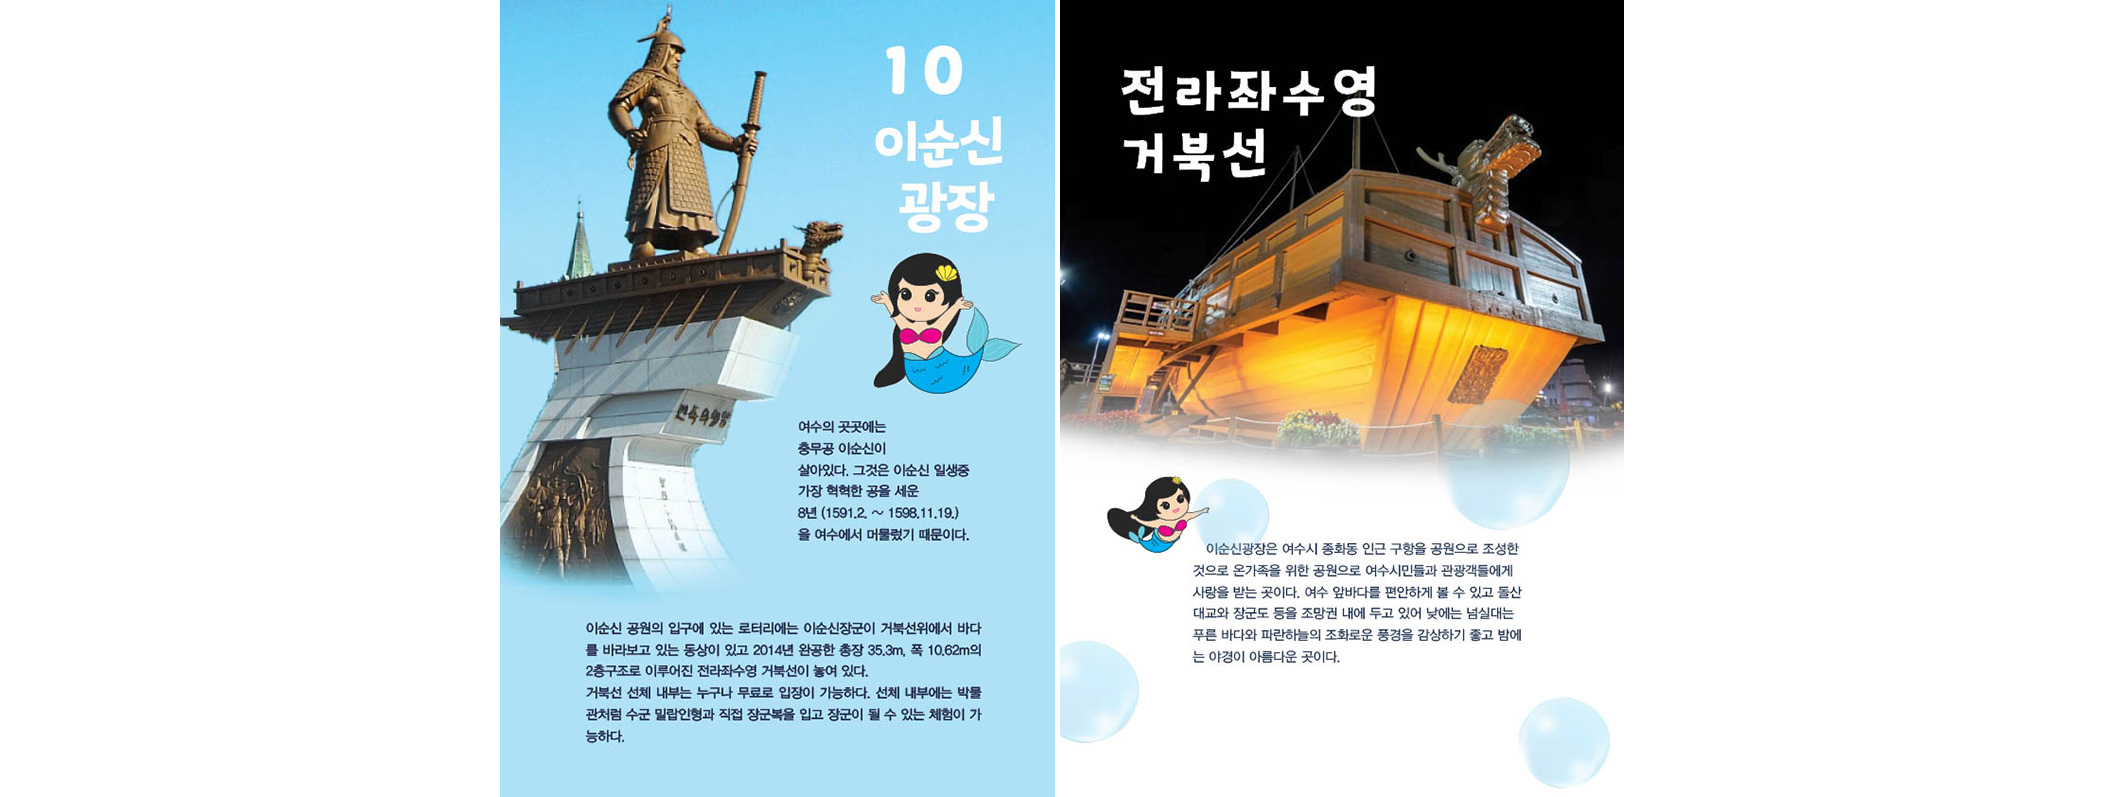 10
이순신
광장
여수의 곳곳에는
충무공 이순신이
살아있다. 그것은 이순신 일생중
가장 혁혁한 공을 세운
8년 (1591.2. ~ 1598.11.19.)
을 여수에서 머물렀기 때문이다.
이순신 공원의 입구에 있는 로터리에는 이순신장군이 거북선위에서 바다
를 바라보고 있는 동상이 있고 2014년 완공한 총장 35.3m, 폭 10.62m의
2층구조로 이루어진 전라좌수영 거북선이 놓여 있다.
거북선 선체 내부는 누구나 무료로 입장이 가능하다. 선체 내부에는 박물
관처럼 수군 밀랍인형과 직접 장군복을 입고 장군이 될 수 있는 체험이 가
능하다.
전라좌수영
거북선
이순신광장은 여수시 종화동 인근 구항을 공원으로 조성한
것으로 온가족을 위한 공원으로 여수시민들과 관광객들에게
사랑을 받는 곳이다. 여수 앞바다를 편안하게 볼 수 있고 돌산
대교와 장군도 등을 조망권 내에 두고 있어 낮에는 넘실대는
푸른 바다와 파란하늘의 조화로운 풍경을 감상하기 좋고 밤에
는 야경이 아름다운 곳이다.